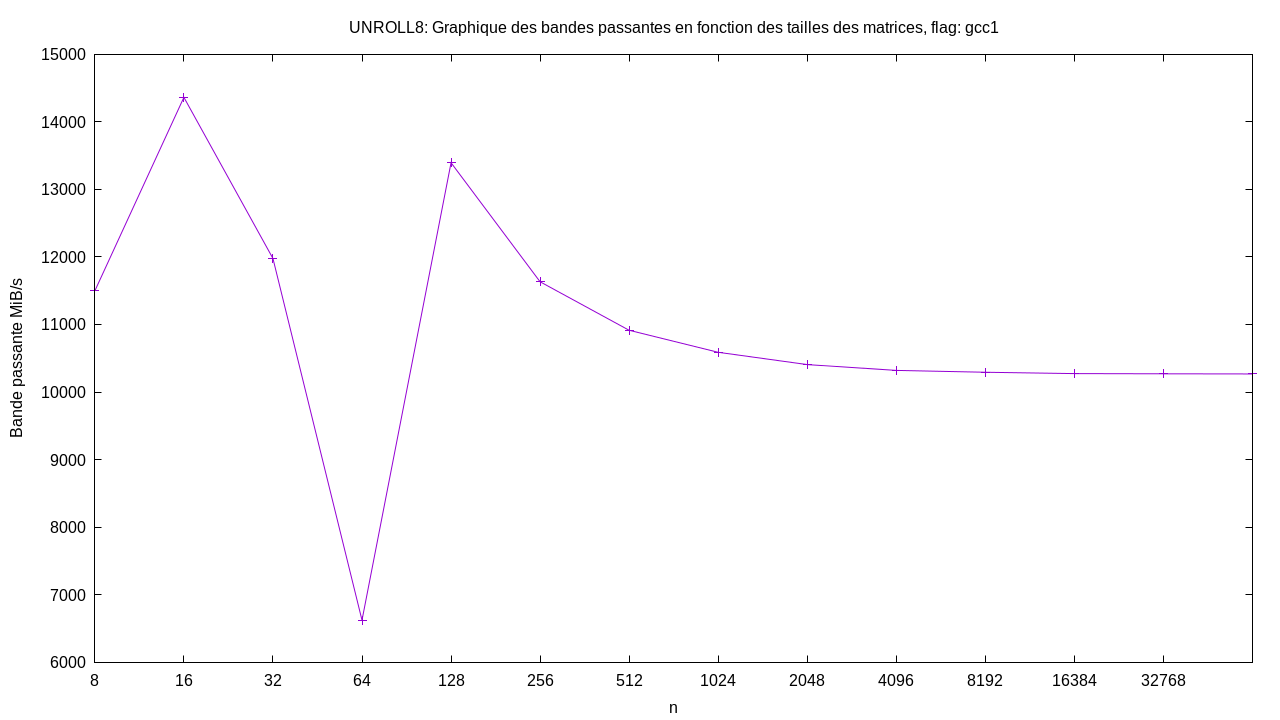 UNROLL8: Graphique des bandes passantes en fonction des tailles des matrices, flag: gcc1
15000
14000
13000
12000
11000
10000
9000
8000
7000
6000
Bande passante MiB/s
8 16 32 64 128 256 512 1024 2048 4096 8192 16384 32768
n